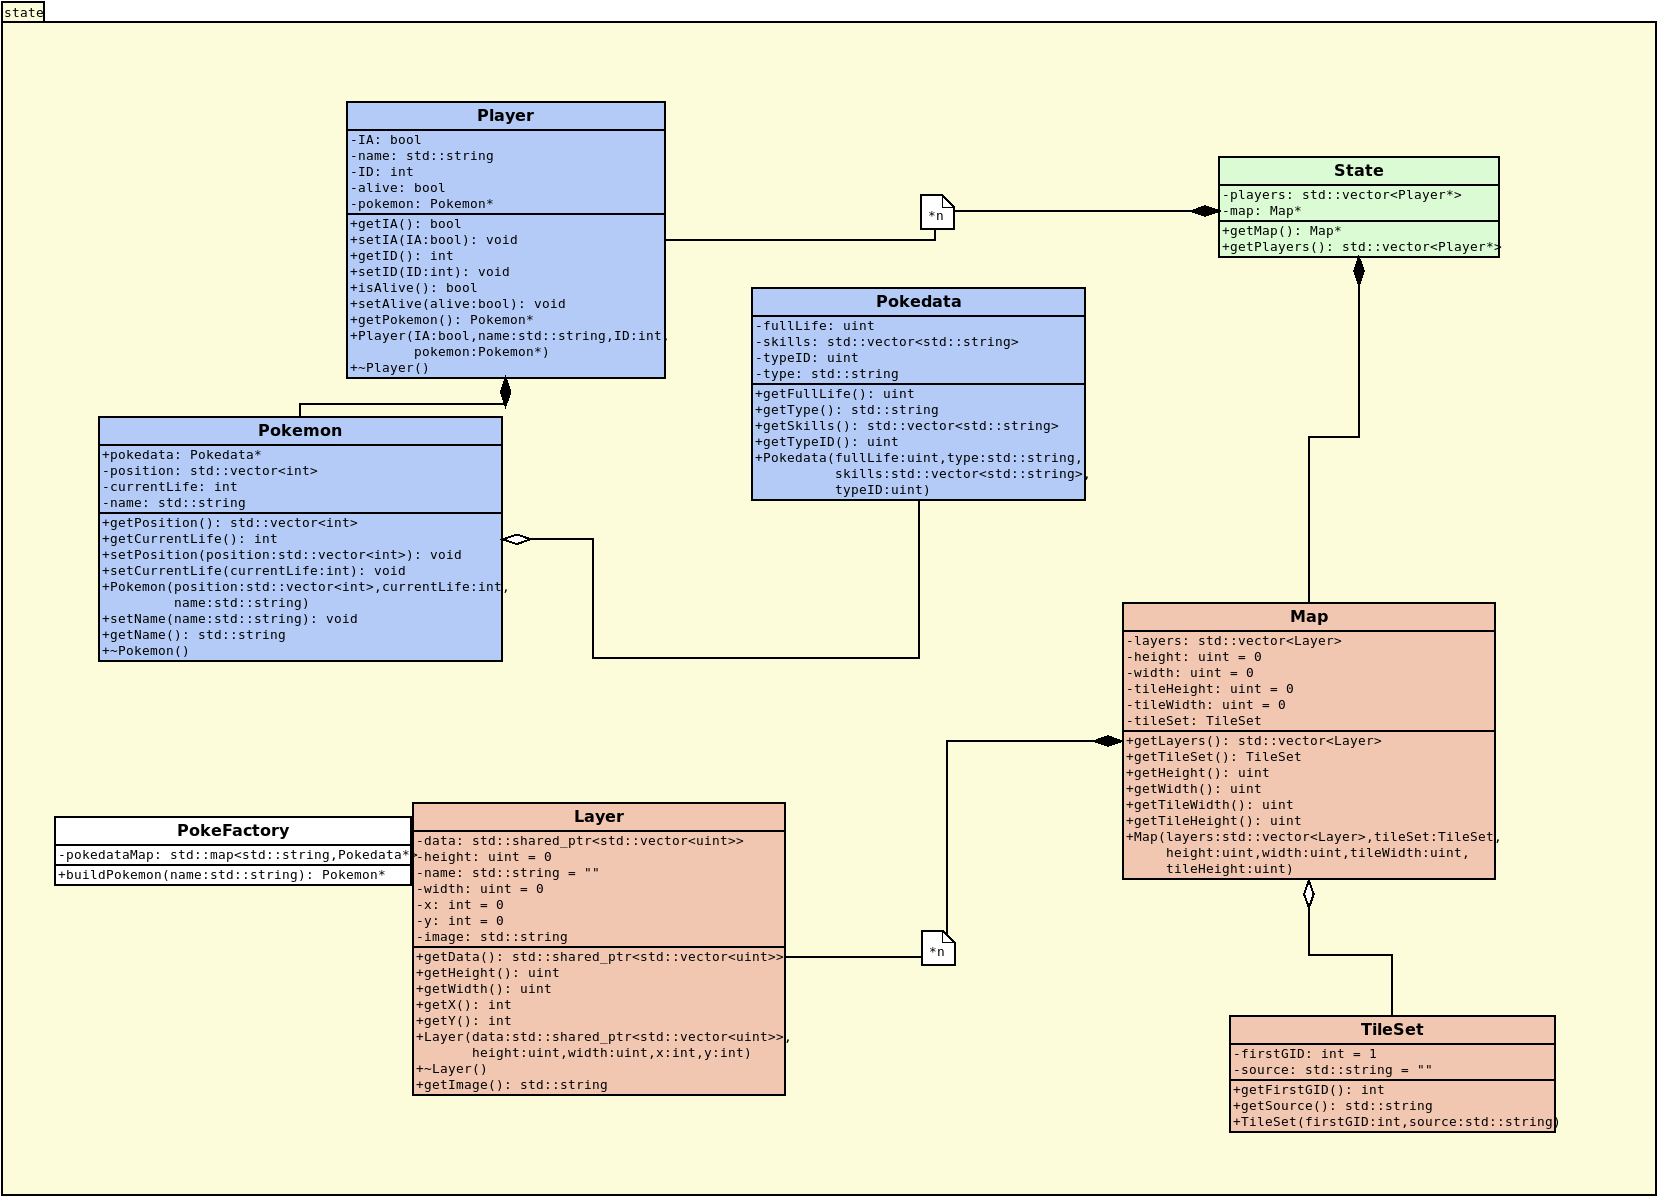 state
Player
-IA: bool
-name: std::string
-ID: int
-alive: bool
-pokemon: Pokemon*
+getIA(): bool
+setIA(IA:bool): void
+getID(): int
+setID(ID:int): void
+isAlive(): bool
+setAlive(alive:bool): void
+getPokemon(): Pokemon*
+Player(IA:bool,name:std::string,ID:int,
pokemon:Pokemon*)
+~Player()
*n
State
-players: std::vector<Player*>
-map: Map*
+getMap(): Map*
+getPlayers(): std::vector<Player*>
Pokedata
-fullLife: uint
-skills: std::vector<std::string>
-typeID: uint
-type: std::string
+getFullLife(): uint
+getType(): std::string
+getSkills(): std::vector<std::string>
+getTypeID(): uint
+Pokedata(fullLife:uint,type:std::string,
skills:std::vector<std::string>,
typeID:uint)
Pokemon
+pokedata: Pokedata*
-position: std::vector<int>
-currentLife: int
-name: std::string
+getPosition(): std::vector<int>
+getCurrentLife(): int
+setPosition(position:std::vector<int>): void
+setCurrentLife(currentLife:int): void
+Pokemon(position:std::vector<int>,currentLife:int,
name:std::string)
+setName(name:std::string): void
+getName(): std::string
+~Pokemon()
Map
-layers: std::vector<Layer>
-height: uint = 0
-width: uint = 0
-tileHeight: uint = 0
-tileWidth: uint = 0
-tileSet: TileSet
+getLayers(): std::vector<Layer>
+getTileSet(): TileSet
+getHeight(): uint
+getWidth(): uint
+getTileWidth(): uint
+getTileHeight(): uint
+Map(layers:std::vector<Layer>,tileSet:TileSet,
height:uint,width:uint,tileWidth:uint,
tileHeight:uint)
PokeFactory
-pokedataMap: std::map<std::string,Pokedata*>
+buildPokemon(name:std::string): Pokemon*
Layer
-data: std::shared_ptr<std::vector<uint>>
-height: uint = 0
-name: std::string = ""
-width: uint = 0
-x: int = 0
-y: int = 0
-image: std::string
+getData(): std::shared_ptr<std::vector<uint>>
+getHeight(): uint
+getWidth(): uint
+getX(): int
+getY(): int
+Layer(data:std::shared_ptr<std::vector<uint>>,
height:uint,width:uint,x:int,y:int)
+~Layer()
+getImage(): std::string
*n
TileSet
-firstGID: int = 1
-source: std::string = ""
+getFirstGID(): int
+getSource(): std::string
+TileSet(firstGID:int,source:std::string)